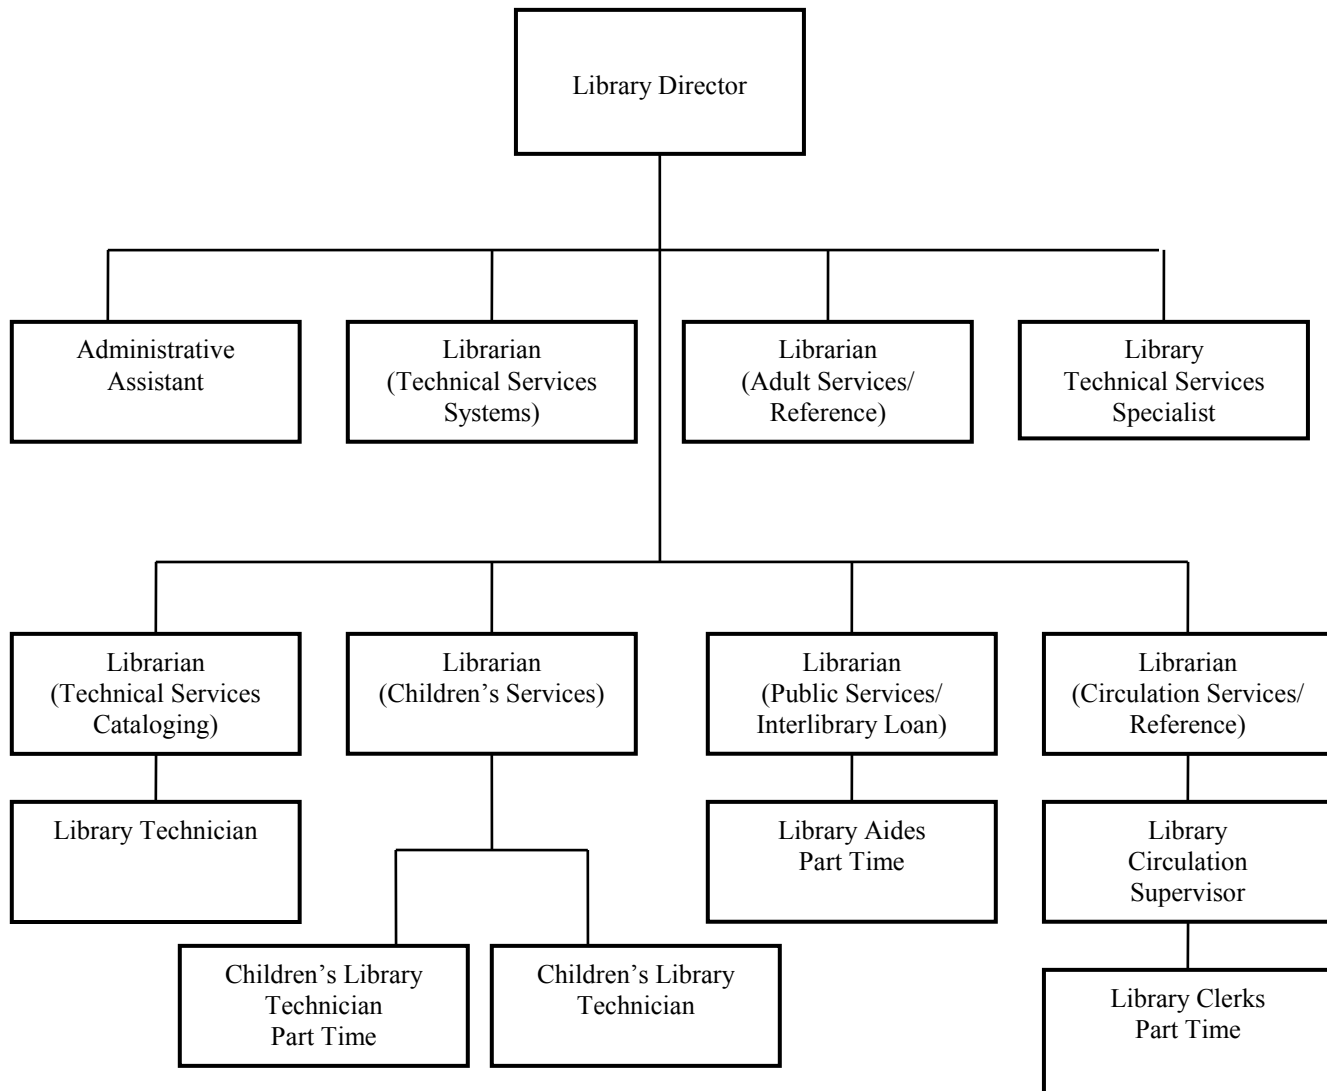 Library Director
Administrative
Assistant
Librarian
(Technical Services
Systems)
Librarian
(Adult Services/
Reference)
Library
Technical Services
Specialist
Librarian
(Technical Services
Cataloging)
Librarian
(Children’s Services)
Librarian
(Public Services/
Interlibrary Loan)
Librarian
(Circulation Services/
Reference)
Library Technician
Library Aides
Part Time
Library
Circulation
Supervisor
Children’s Library
Technician
Part Time
Children’s Library
Technician
Library Clerks
Part Time